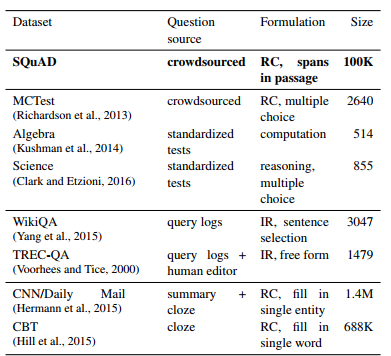 Dataset Question Formulation Size
source
SQuAD crowdsourced RC, spans 100K
in passage
MCTest crowdsourced RC, multiple 2640
(Richardson et al., 2013) choice
Algebra standardized computation 514
(Kushman et al., 2014) tests
Science standardized reasoning, 855
(Clark and Etzioni, 2016) tests multiple
choice
WikiQA query logs IR, sentence 3047
(Yang et al., 2015) selection
TREC-QA query logs + IR, free form 1479
(Voorhees and Tice, 2000) human editor
CNN/Daily Mail summary + RC, fill in 1.4M
(Hermann et al., 2015) cloze single entity
CBT cloze RC, fill in 688K
(Hill et al., 2015) single word